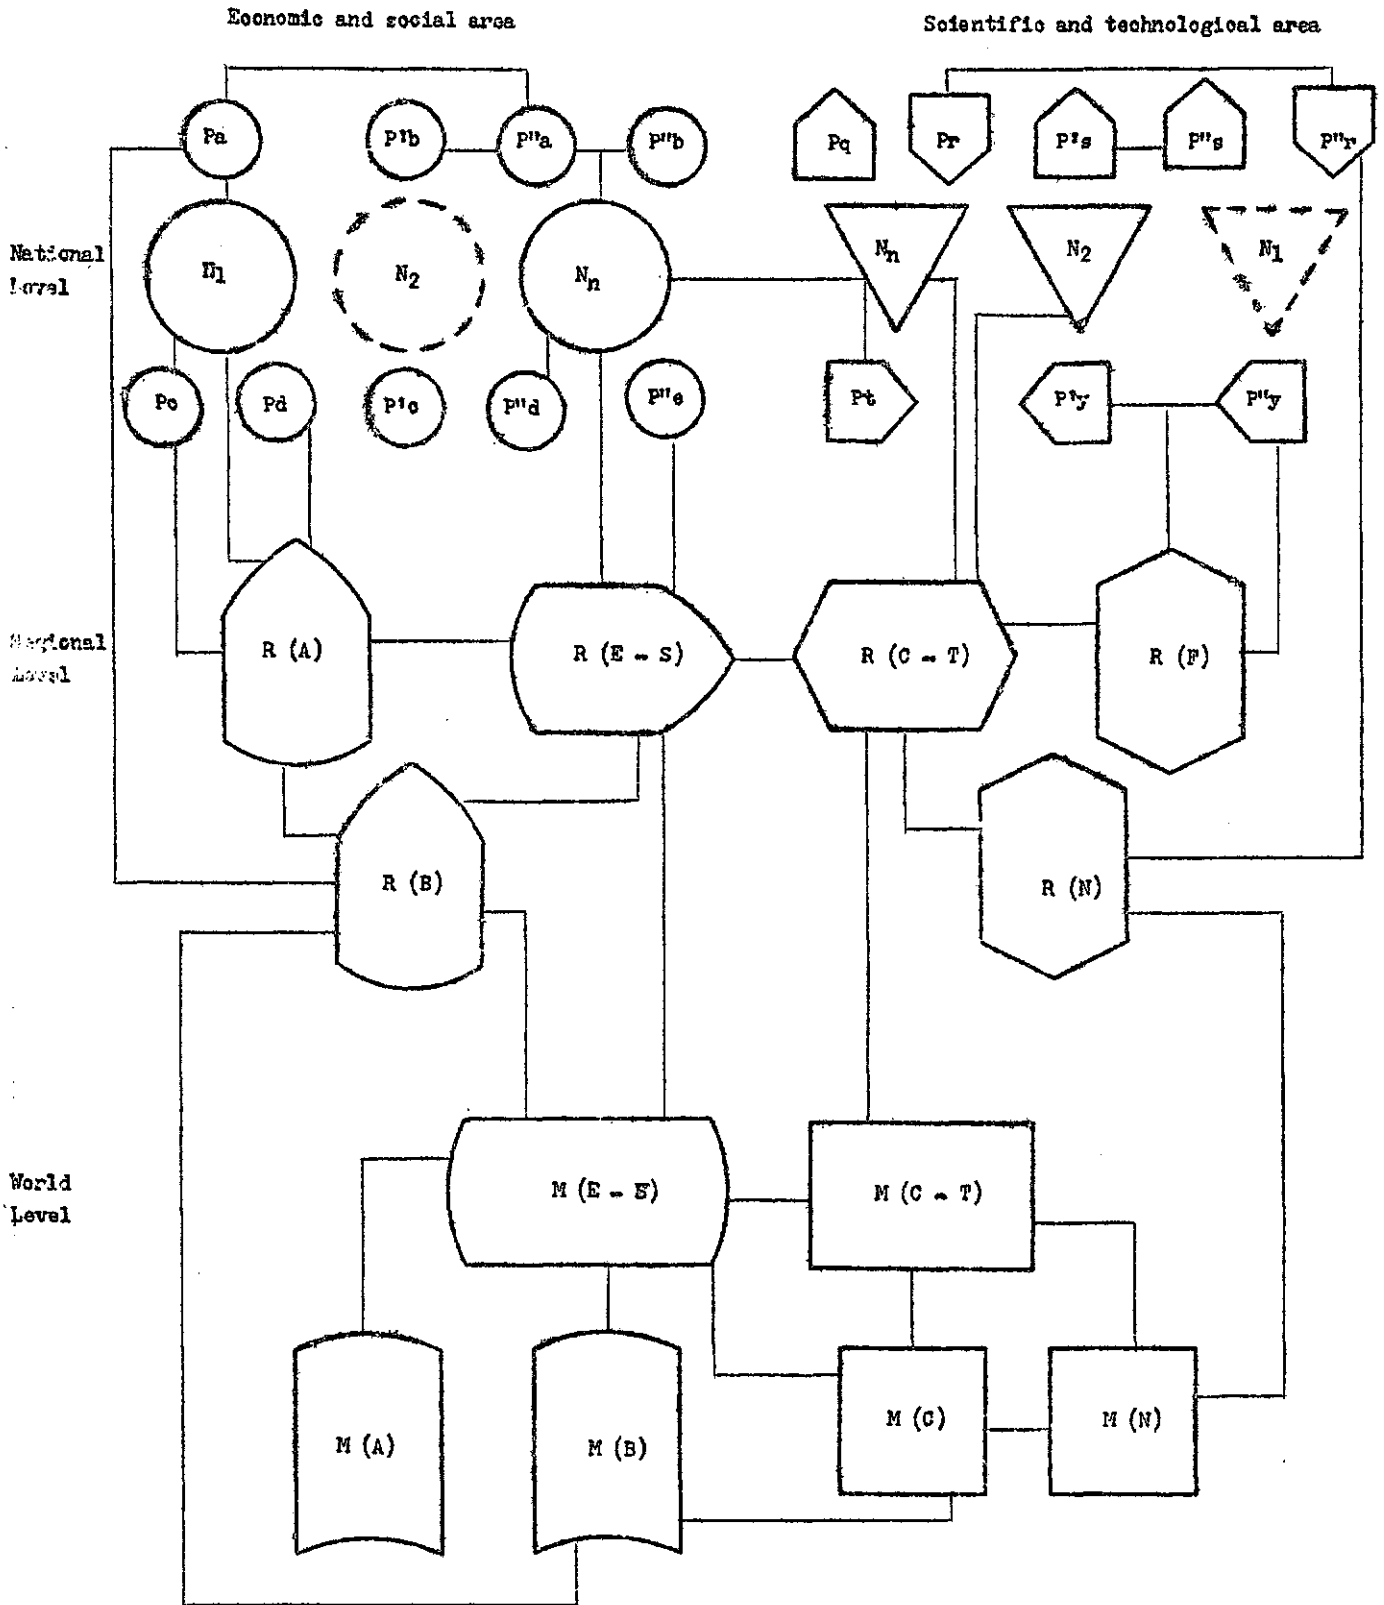 Economic and social area
Scientific and technological area
Pa
P'b
P"a
P"b
Pq
Pr
P's
P"s
P"r
National
Level
N1
N2
Nn
Nn
N2
N1
Pc
Pd
P'c
P"d
P"e
Pt
P'y
P"y
Regional
Level
R (A)
R (E - S)
R (C - T)
R (F)
R (B)
R (N)
World
Level
M (E - S)
M (C - T)
M (A)
M (B)
M (C)
M (N)